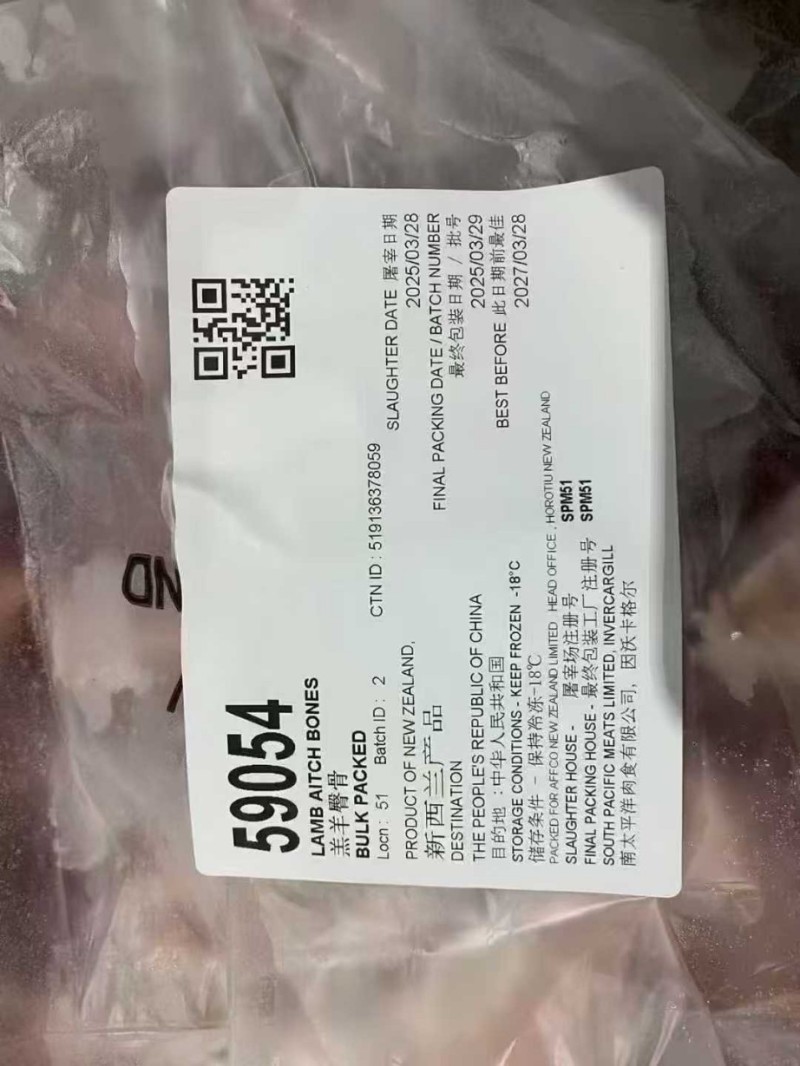 59054
LAMB AITCH BONES
羔羊臀骨
BULK PACKED
Locn : 51 Batch ID : 2 CTN ID : 519136378059
SLAUGHTER DATE 屠宰日期
2025/03/28
FINAL PACKING DATE / BATCH NUMBER
最终包装日期 / 批号
2025/03/29
BEST BEFORE 此日期前最佳
2027/03/28
PRODUCT OF NEW ZEALAND,
新西兰产品
DESTINATION
THE PEOPLE'S REPUBLIC OF CHINA
目的地 : 中华人民共和国
STORAGE CONDITIONS - KEEP FROZEN -18°C
储存条件 - 保持冷冻-18℃
PACKED FOR AFFCO NEW ZEALAND LIMITED HEAD OFFICE , HOROTIU NEW ZEALAND
SLAUGHTER HOUSE - 屠宰场注册号 SPM51
FINAL PACKING HOUSE - 最终包装工厂注册号 SPM51
SOUTH PACIFIC MEATS LIMITED, INVERCARGILL
南太平洋肉食有限公司, 因沃卡格尔